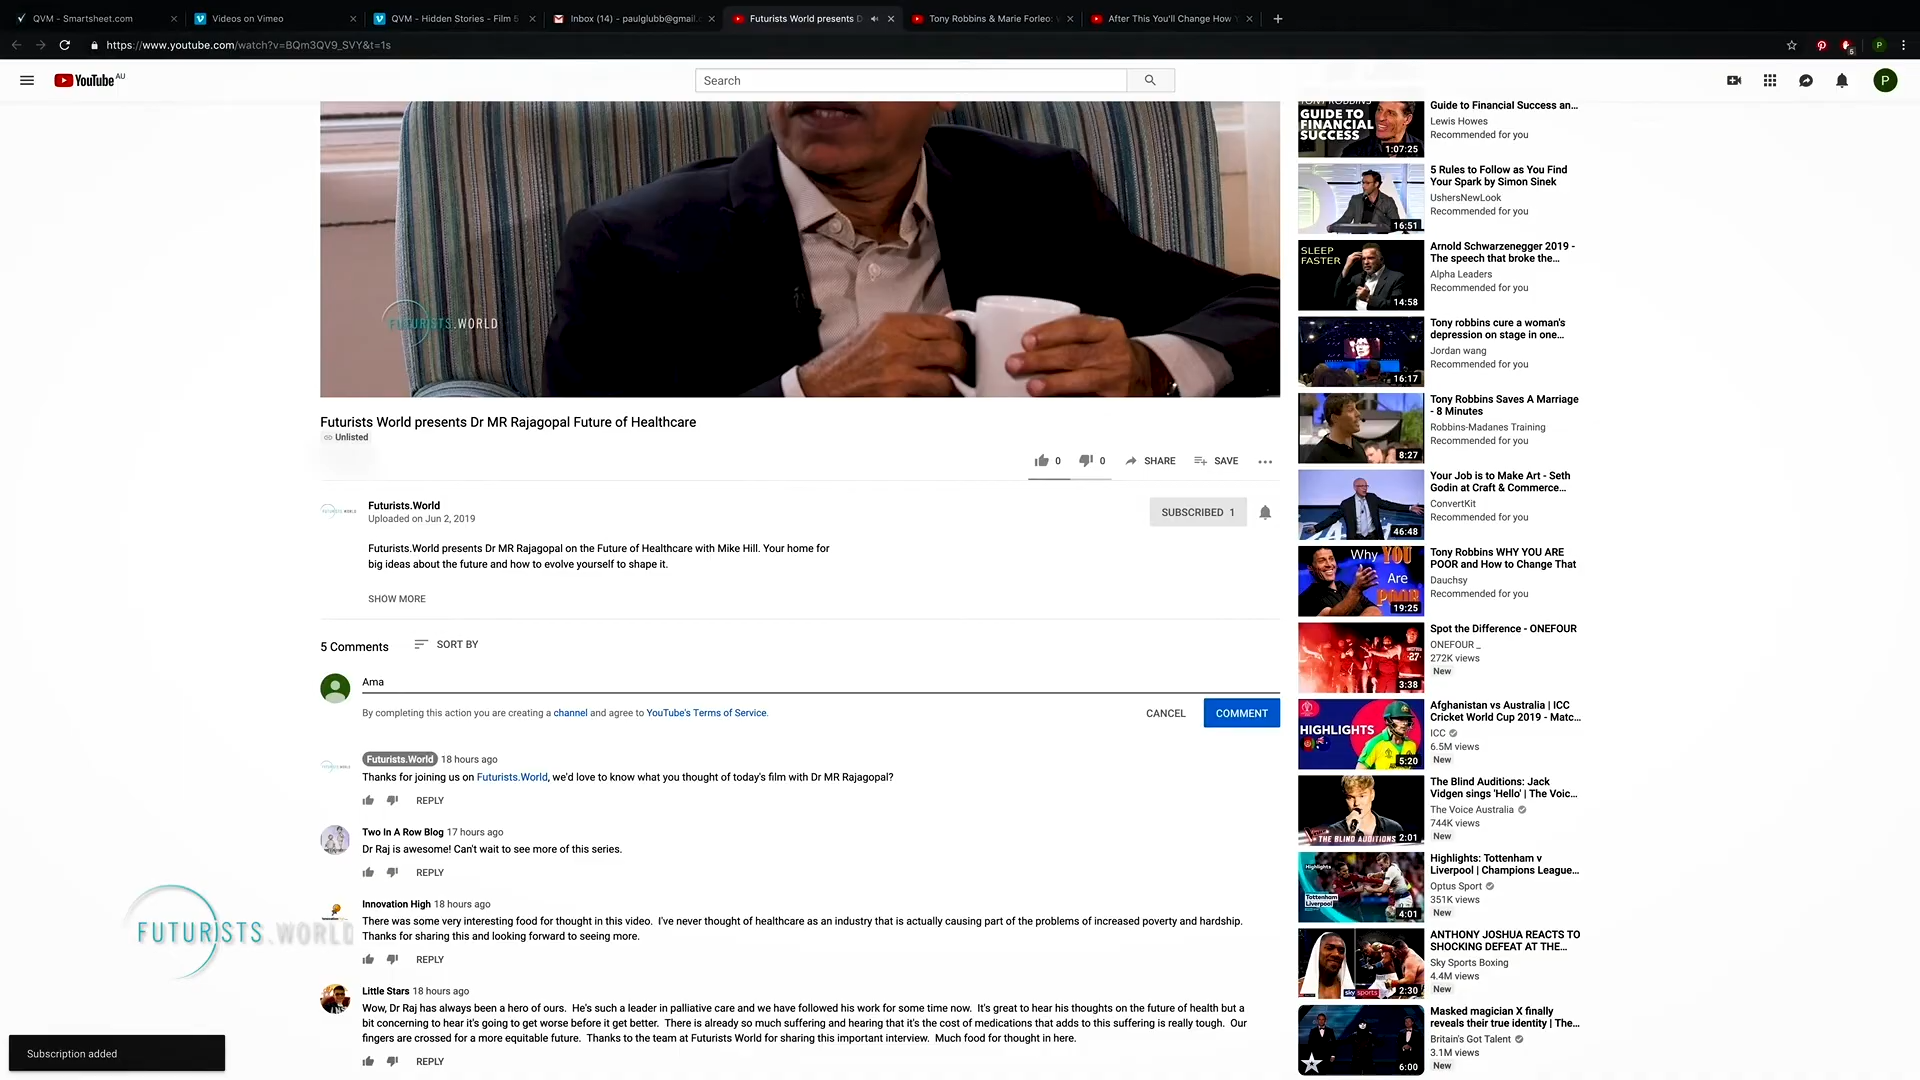 QVM - Smartsheet.com
Videos on Vimeo
QVM - Hidden Stories - Film 6
Inbox (14) - paulglubb@gmail.
Futurists World presents D
Tony Robbins & Marie Forleo:
After This You'll Change How
https://www.youtube.com/watch?v=BQm3QV9_SVY&t=1s
5
P
YouTube AU
Search
P
FUTURISTS.WORLD
Futurists World presents Dr MR Rajagopal Future of Healthcare
Unlisted
0
0
SHARE
SAVE
Futurists.World
Uploaded on Jun 2, 2019
SUBSCRIBED 1
Futurists.World presents Dr MR Rajagopal on the Future of Healthcare with Mike Hill. Your home for
big ideas about the future and how to evolve yourself to shape it.
SHOW MORE
5 Comments
SORT BY
Ama
By completing this action you are creating a channel and agree to YouTube's Terms of Service.
CANCEL
COMMENT
Futurists.World 18 hours ago
Thanks for joining us on Futurists.World, we'd love to know what you thought of today's film with Dr MR Rajagopal?
REPLY
Two In A Row Blog 17 hours ago
Dr Raj is awesome! Can't wait to see more of this series.
REPLY
Innovation High 18 hours ago
There was some very interesting food for thought in this video. I've never thought of healthcare as an industry that is actually causing part of the problems of increased poverty and hardship.
Thanks for sharing this and looking forward to seeing more.
REPLY
Little Stars 18 hours ago
Wow, Dr Raj has always been a hero of ours. He's such a leader in palliative care and we have followed his work for some time now. It's great to hear his thoughts on the future of health but a
bit concerning to hear it's going to get worse before it get better. There is already so much suffering and hearing that it's the cost of medications that adds to this suffering is really tough. Our
fingers are crossed for a more equitable future. Thanks to the team at Futurists World for sharing this important interview. Much food for thought in here.
REPLY
FUTURISTS.WORLD
Subscription added
TONY ROBBINS
GUIDE TO
FINANCIAL
SUCCESS
1:07:25
Guide to Financial Success an...
Lewis Howes
Recommended for you
16:51
5 Rules to Follow as You Find
Your Spark by Simon Sinek
UshersNewLook
Recommended for you
SLEEP
FASTER
14:58
Arnold Schwarzenegger 2019 -
The speech that broke the...
Alpha Leaders
Recommended for you
16:17
Tony robbins cure a woman's
depression on stage in one...
Jordan wang
Recommended for you
8:27
Tony Robbins Saves A Marriage
- 8 Minutes
Robbins-Madanes Training
Recommended for you
46:48
Your Job is to Make Art - Seth
Godin at Craft & Commerce...
ConvertKit
Recommended for you
Why YOU
Are
POOR
19:25
Tony Robbins WHY YOU ARE
POOR and How to Change That
Dauchsy
Recommended for you
27
3:38
Spot the Difference - ONEFOUR
ONEFOUR _
272K views
New
HIGHLIGHTS
5:20
Afghanistan vs Australia | ICC
Cricket World Cup 2019 - Matc...
ICC
6.5M views
New
THE BLIND AUDITIONS
2:01
The Blind Auditions: Jack
Vidgen sings 'Hello' | The Voic...
The Voice Australia
744K views
New
Highlights
Tottenham
Liverpool
4:01
Highlights: Tottenham v
Liverpool | Champions League...
Optus Sport
351K views
New
sky sports
2:30
ANTHONY JOSHUA REACTS TO
SHOCKING DEFEAT AT THE...
Sky Sports Boxing
4.4M views
New
6:00
Masked magician X finally
reveals their true identity | The...
Britain's Got Talent
3.1M views
New